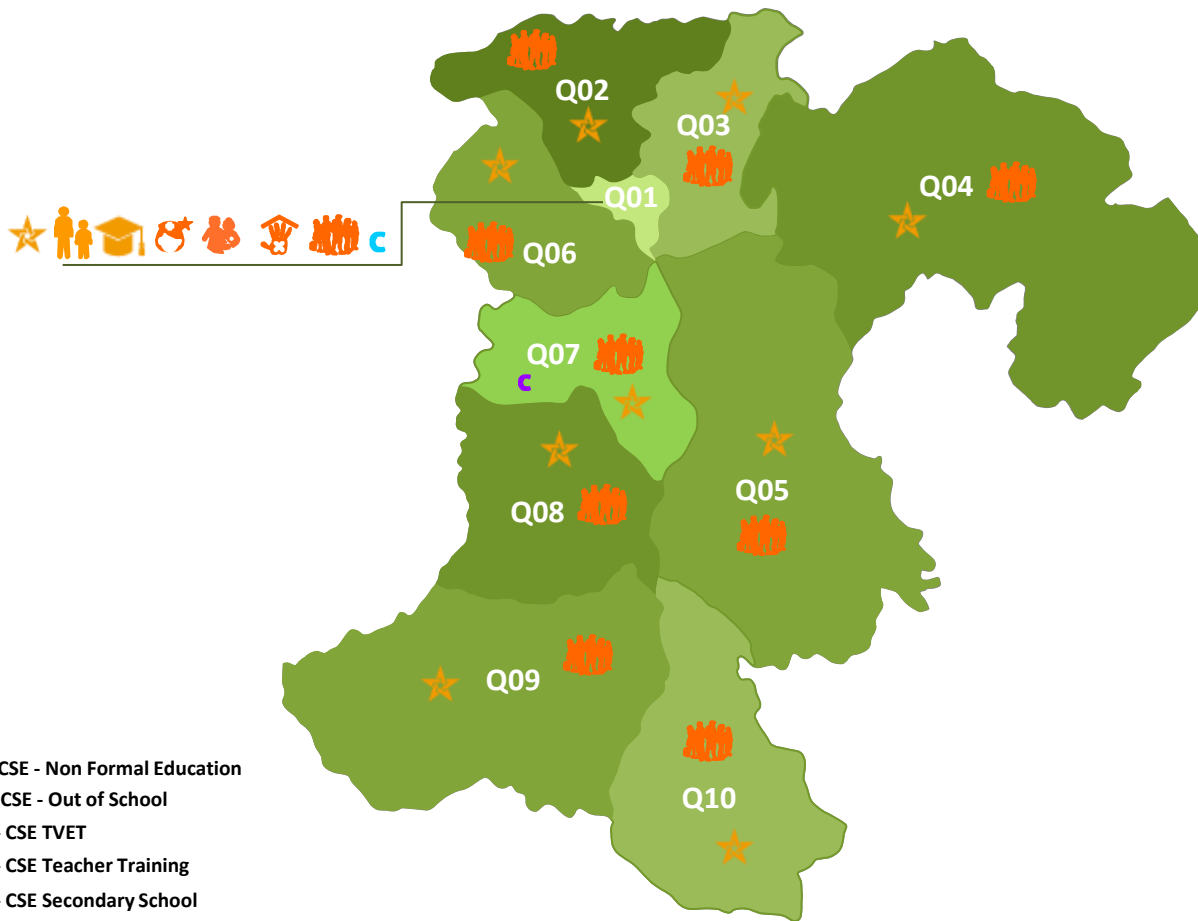 Q02
Q03
Q04
Q01
C
Q06
Q07
C
Q05
Q08
Q09
Q10
CSE - Non Formal Education
CSE - Out of School
- CSE TVET
- CSE Teacher Training
- CSE Secondary School